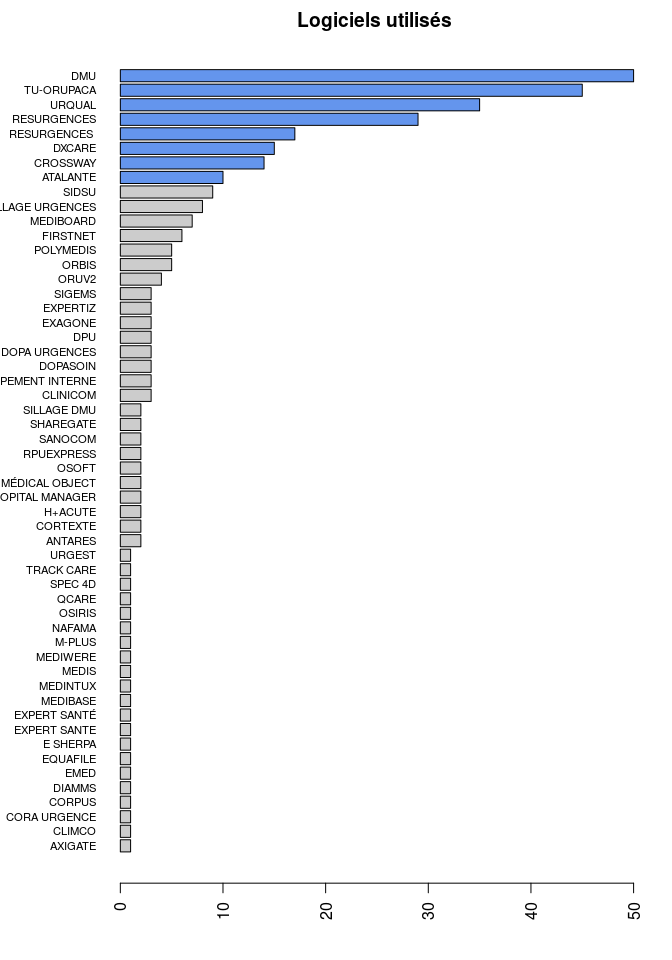 Logiciels utilisés
DMU
TU-ORUPACA
URQUAL
RESURGENCES
RESURGENCES
DXCARE
CROSSWAY
ATALANTE
SIDSU
LLAGE URGENCES
MEDIBOARD
FIRSTNET
POLYMEDIS
ORBIS
ORUV2
SIGEMS
EXPERTIZ
EXAGONE
DPU
DOPA URGENCES
DOPASOIN
PEMENT INTERNE
CLINICOM
SILLAGE DMU
SHAREGATE
SANOCOM
RPUEXPRESS
OSOFT
MÉDICAL OBJECT
OPITAL MANAGER
H+ACUTE
CORTEXTE
ANTARES
URGEST
TRACK CARE
SPEC 4D
QCARE
OSIRIS
NAFAMA
M-PLUS
MEDIWERE
MEDIS
MEDINTUX
MEDIBASE
EXPERT SANTÉ
EXPERT SANTE
E SHERPA
EQUAFILE
EMED
DIAMMS
CORPUS
CORA URGENCE
CLIMCO
AXIGATE
0 10 20 30 40 50